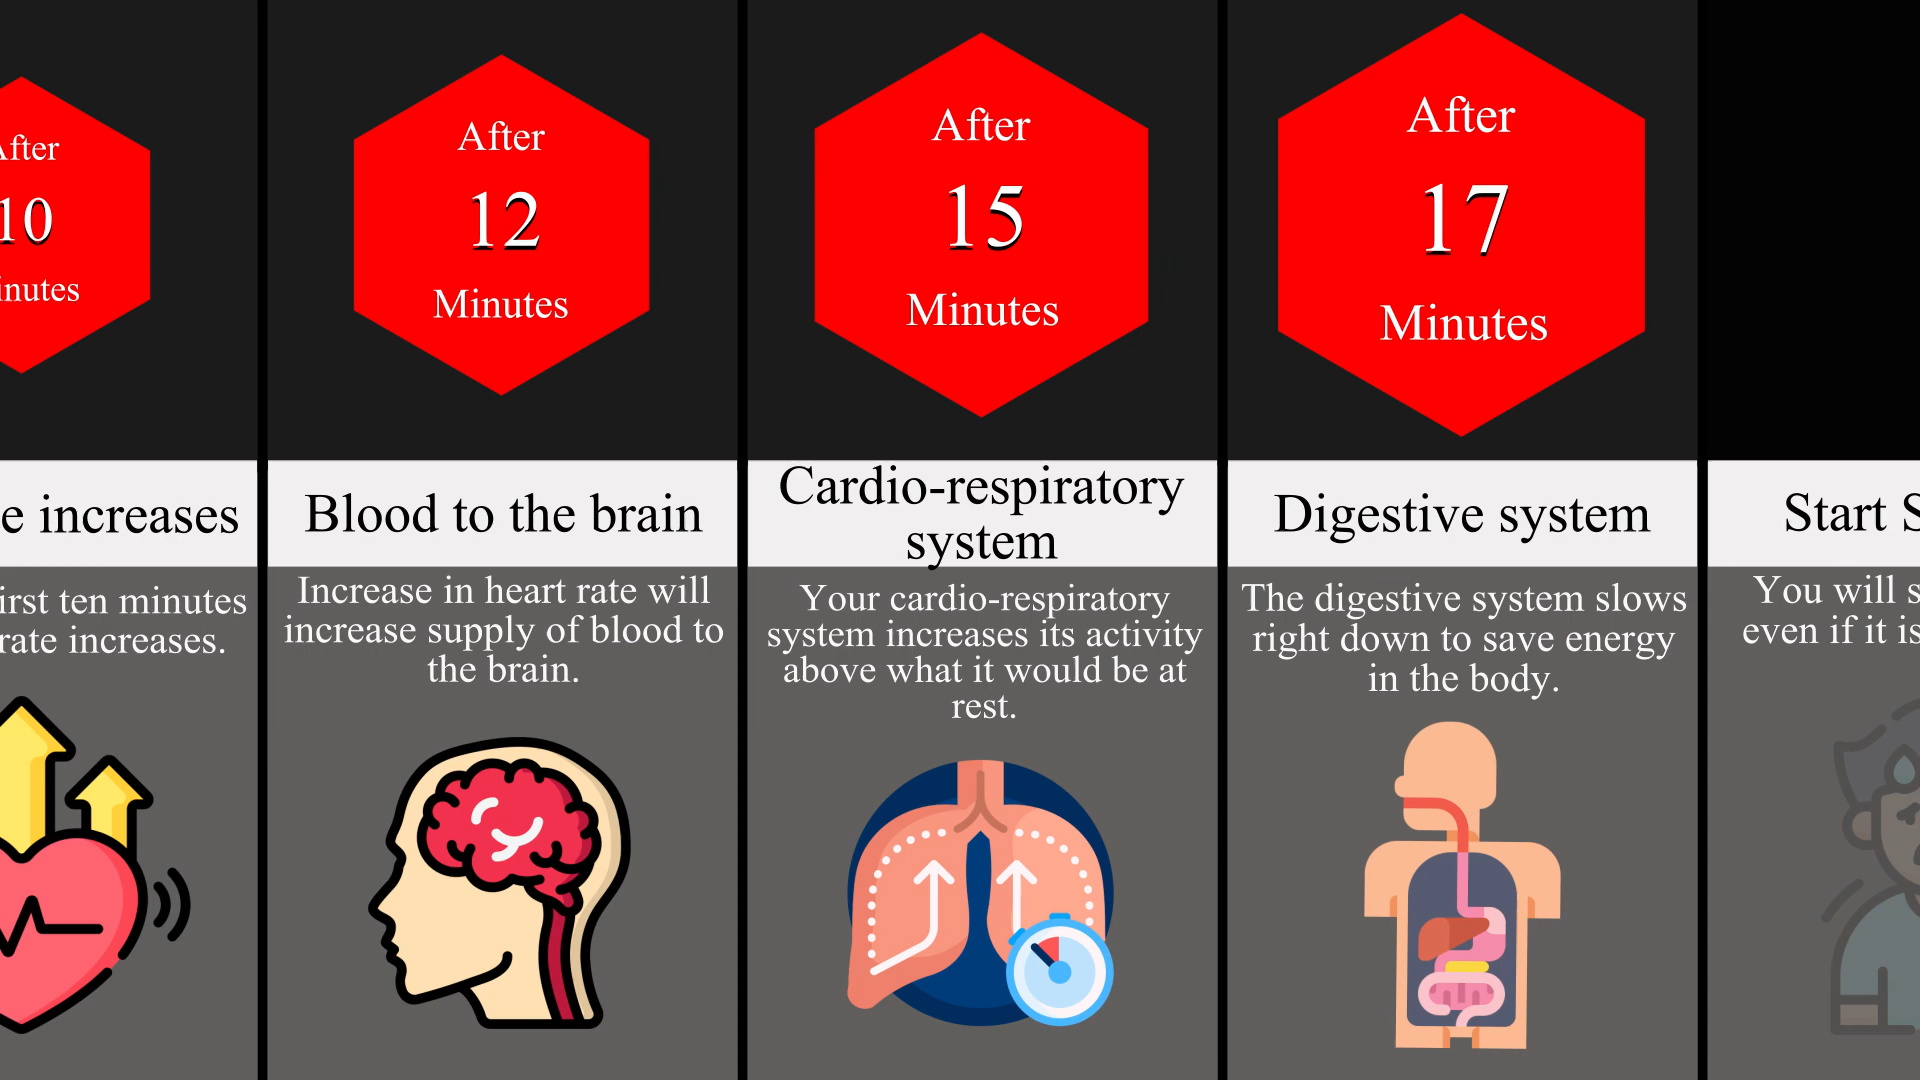 After
10
Minutes
e increases
irst ten minutes
rate increases.
After
12
Minutes
Blood to the brain
Increase in heart rate will
increase supply of blood to
the brain.
After
15
Minutes
Cardio-respiratory
system
Your cardio-respiratory
system increases its activity
above what it would be at
rest.
After
17
Minutes
Digestive system
The digestive system slows
right down to save energy
in the body.
Start S
You will s
even if it is